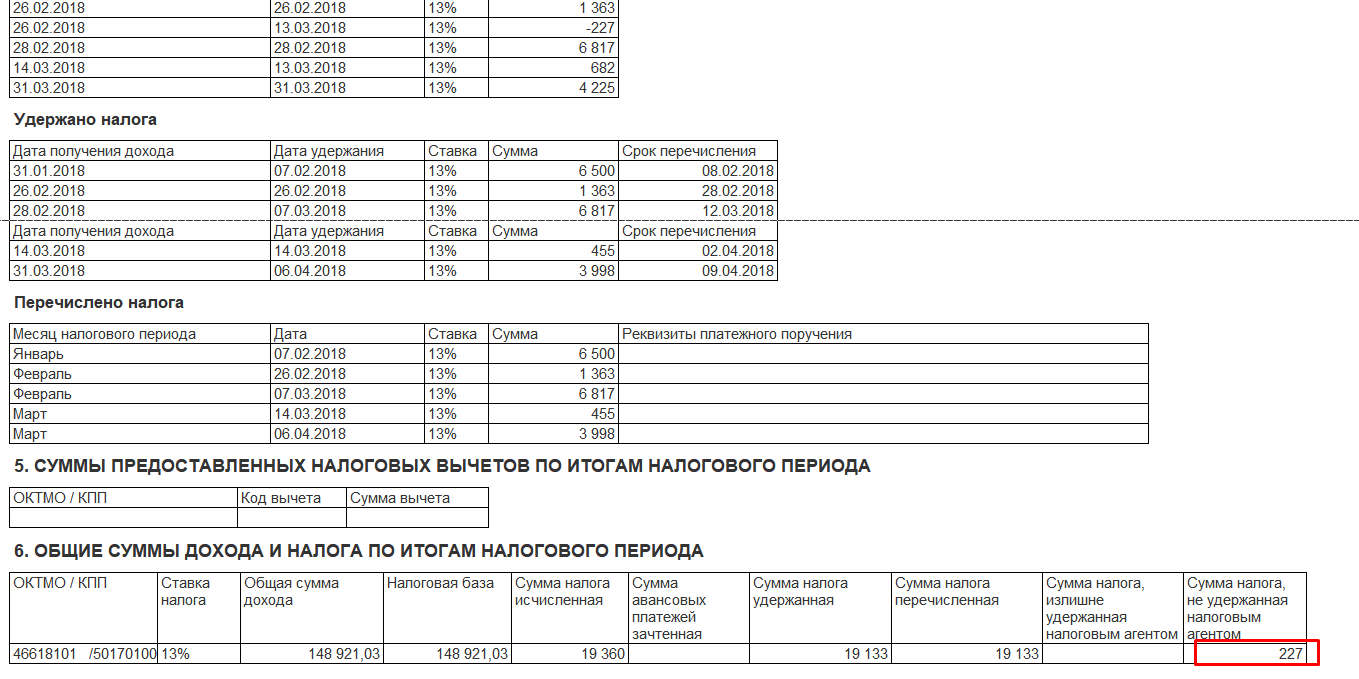 26.02.2018 26.02.2018 13% 1 363
26.02.2018 13.03.2018 13% -227
28.02.2018 28.02.2018 13% 6 817
14.03.2018 13.03.2018 13% 682
31.03.2018 31.03.2018 13% 4 225
Удержано налога
Дата получения дохода Дата удержания Ставка Сумма Срок перечисления
31.01.2018 07.02.2018 13% 6 500 08.02.2018
26.02.2018 26.02.2018 13% 1 363 28.02.2018
28.02.2018 07.03.2018 13% 6 817 12.03.2018
Дата получения дохода Дата удержания Ставка Сумма Срок перечисления
14.03.2018 14.03.2018 13% 455 02.04.2018
31.03.2018 06.04.2018 13% 3 998 09.04.2018
Перечислено налога
Месяц налогового периода Дата Ставка Сумма Реквизиты платежного поручения
Январь 07.02.2018 13% 6 500
Февраль 26.02.2018 13% 1 363
Февраль 07.03.2018 13% 6 817
Март 14.03.2018 13% 455
Март 06.04.2018 13% 3 998
5. СУММЫ ПРЕДОСТАВЛЕННЫХ НАЛОГОВЫХ ВЫЧЕТОВ ПО ИТОГАМ НАЛОГОВОГО ПЕРИОДА
ОКТМО / КПП Код вычета Сумма вычета
6. ОБЩИЕ СУММЫ ДОХОДА И НАЛОГА ПО ИТОГАМ НАЛОГОВОГО ПЕРИОДА
ОКТМО / КПП Ставка Общая сумма Налоговая база Сумма налога Сумма Сумма налога Сумма налога Сумма налога, Сумма налога,
налога дохода исчисленная авансовых удержанная перечисленная излишне не удержанная
платежей удержанная налоговым
зачтенная налоговым агентом агентом
46618101 /50170100 13% 148 921,03 148 921,03 19 360 19 133 19 133 227